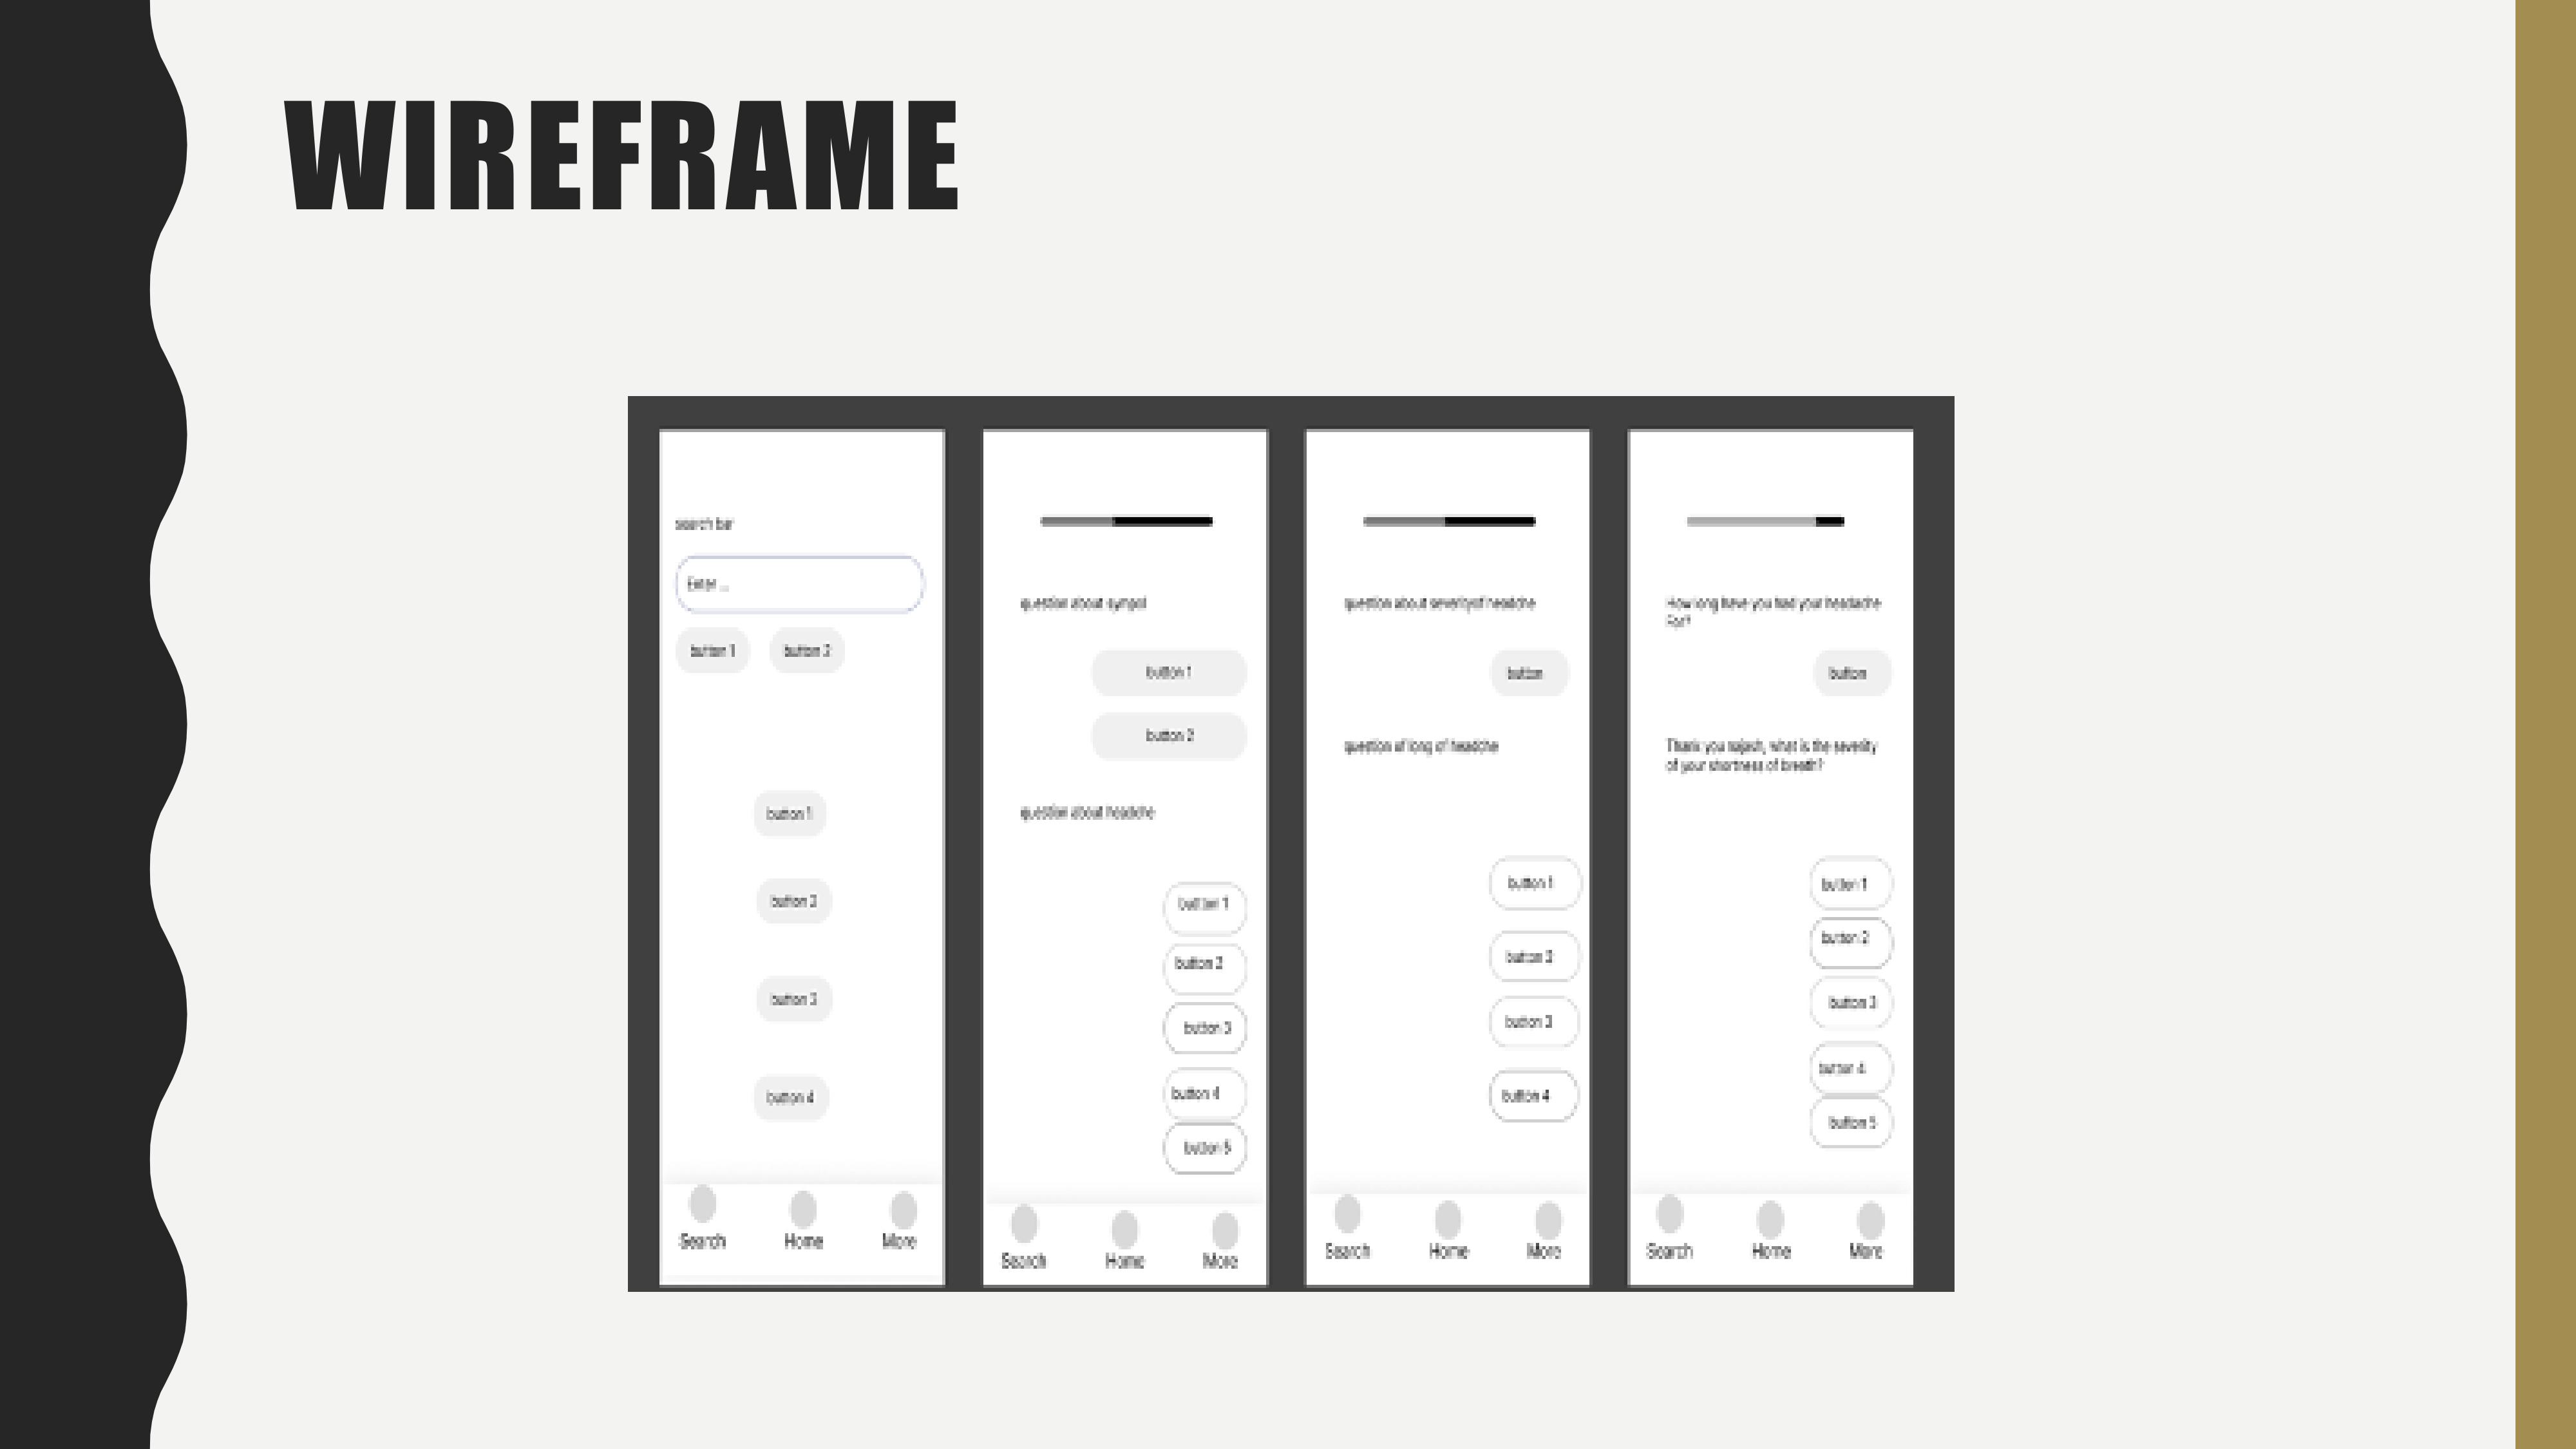 WIREFRAME
search bar
Enter ...
button 1 button 2
button 1
button 2
button 3
button 4
Search Home More
question about sympol
button 1
button 2
question about headche
button 1
button 2
button 3
button 4
button 5
Search Home More
question about severityof headche
button
question of long of headche
button 1
button 2
button 3
button 4
Search Home More
How long have you had your headache
For?
button
Thank you , what is the severity
of your shortness of breath?
button 1
button 2
button 3
button 4
button 5
Search Home More